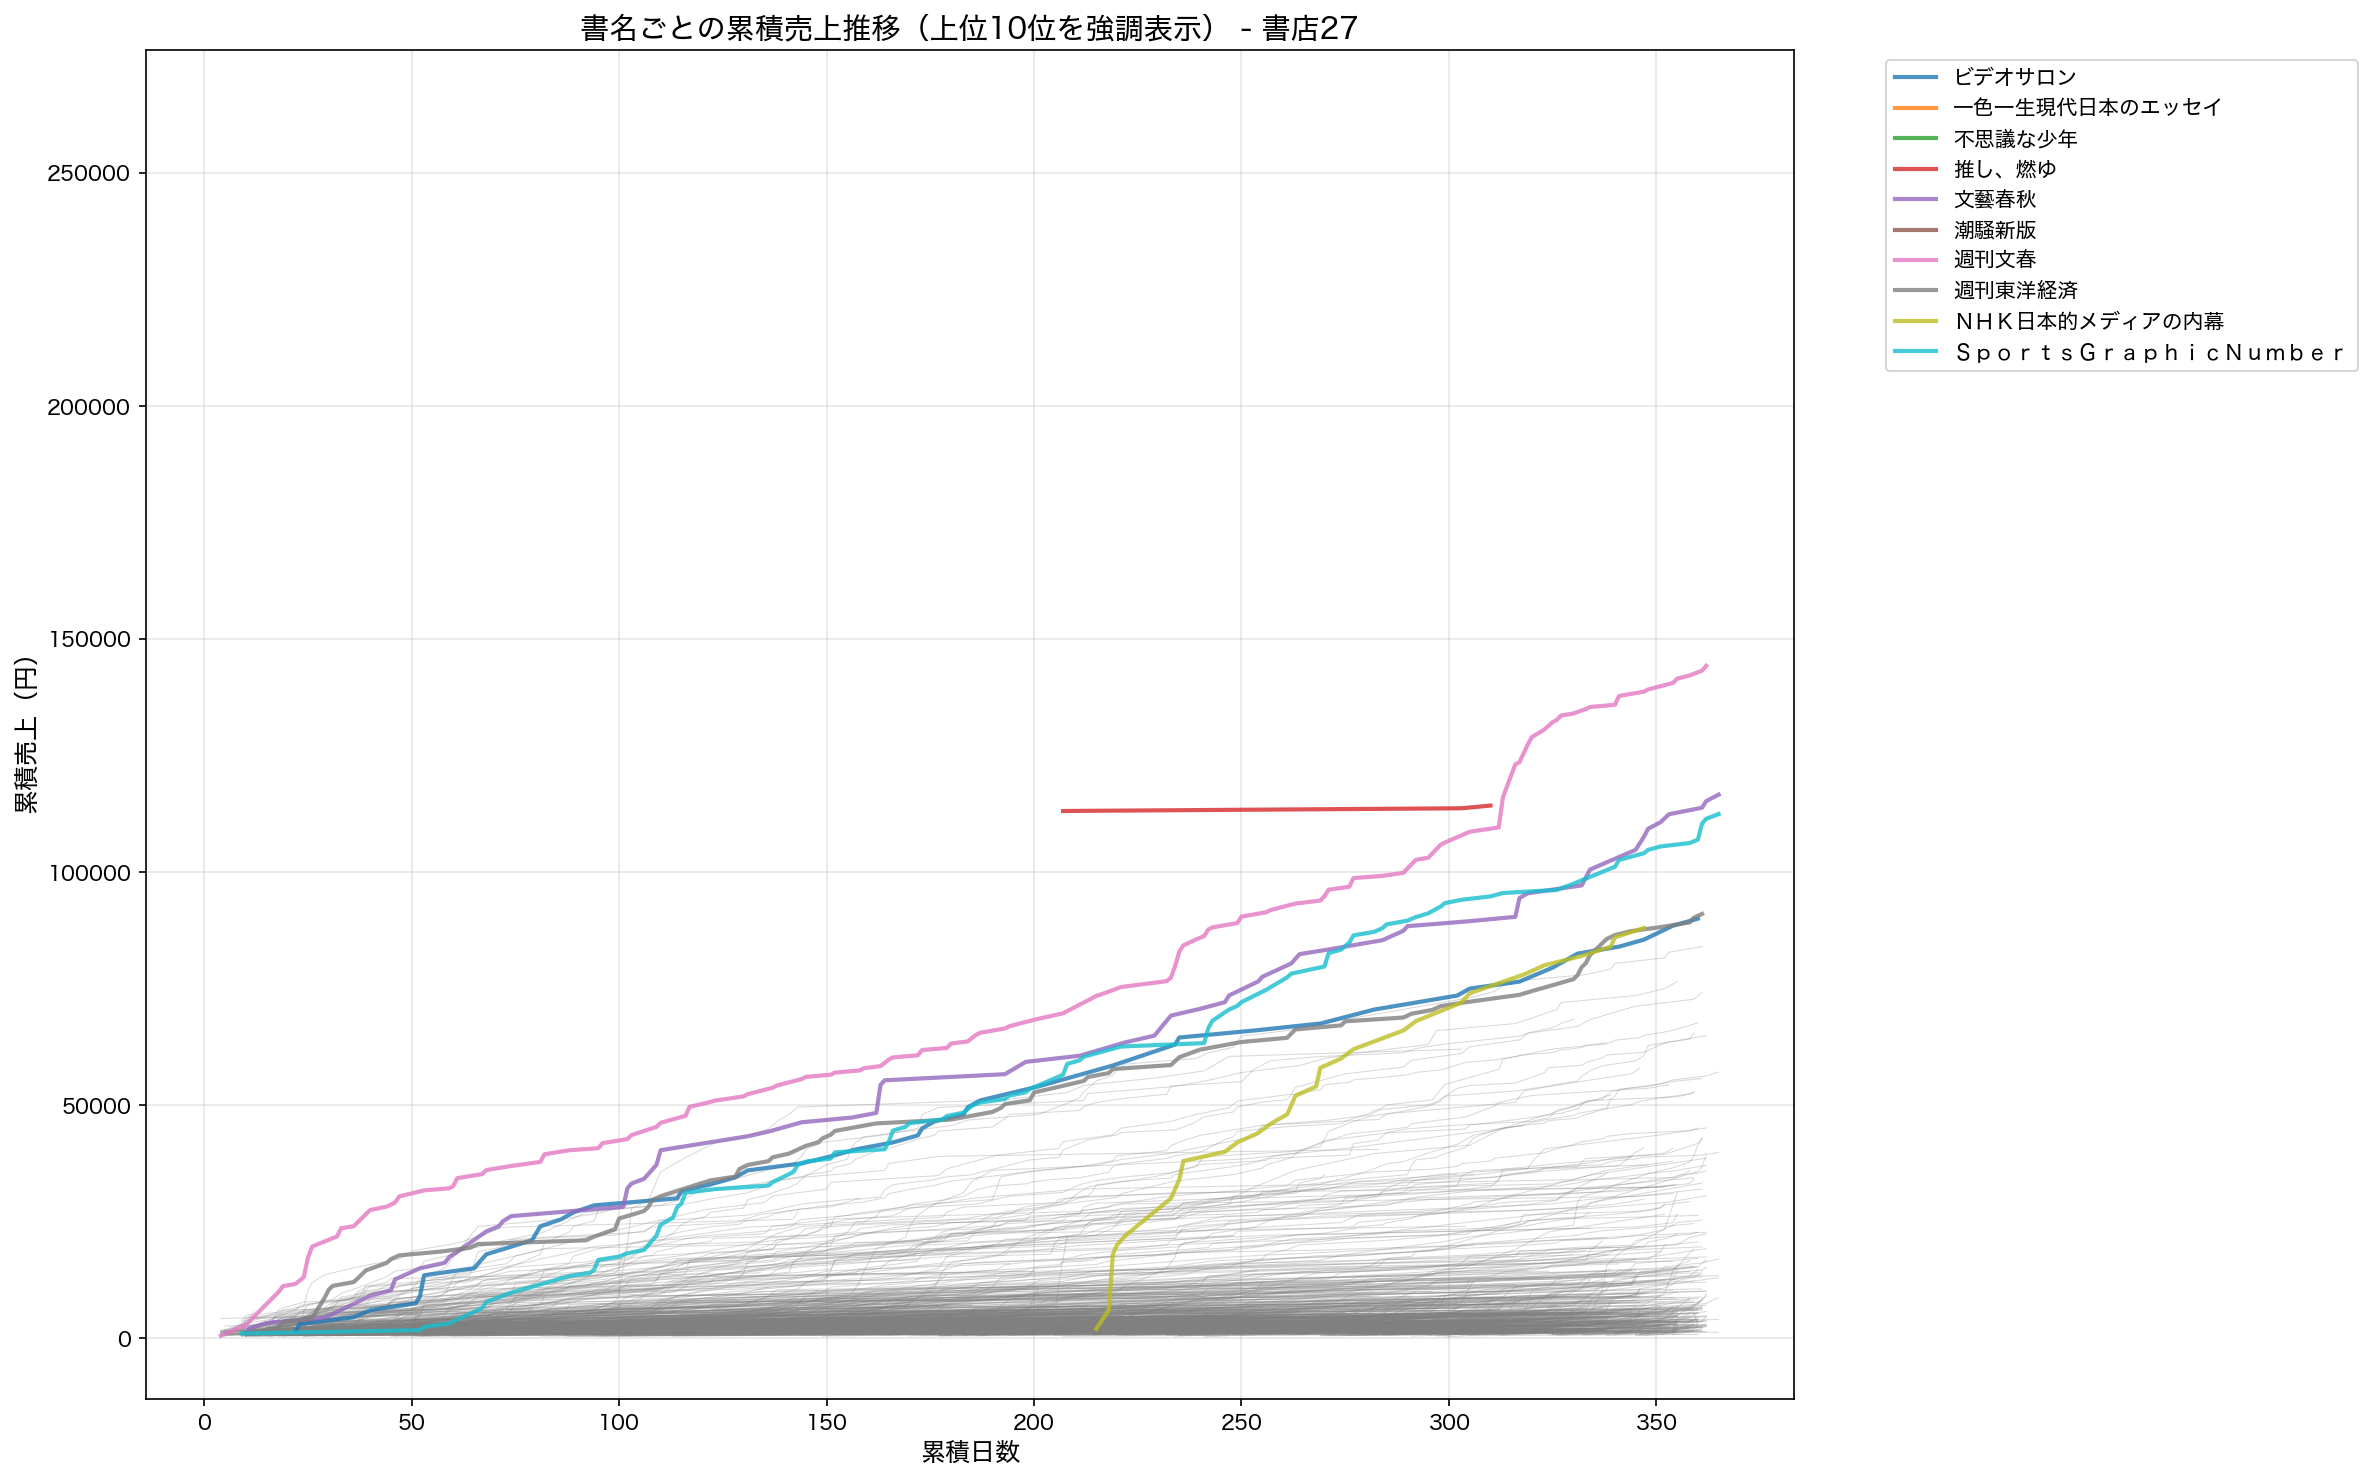 書名ごとの累積売上推移（上位10位を強調表示） - 書店27
累積売上（円）
250000
200000
150000
100000
50000
0
0 50 100 150 200 250 300 350
累積日数
ビデオサロン
一色一生現代日本のエッセイ
不思議な少年
推し、燃ゆ
文藝春秋
潮騒新版
週刊文春
週刊東洋経済
ＮＨＫ日本的メディアの内幕
ＳｐｏｒｔｓＧｒａｐｈｉｃＮｕｍｂｅｒ